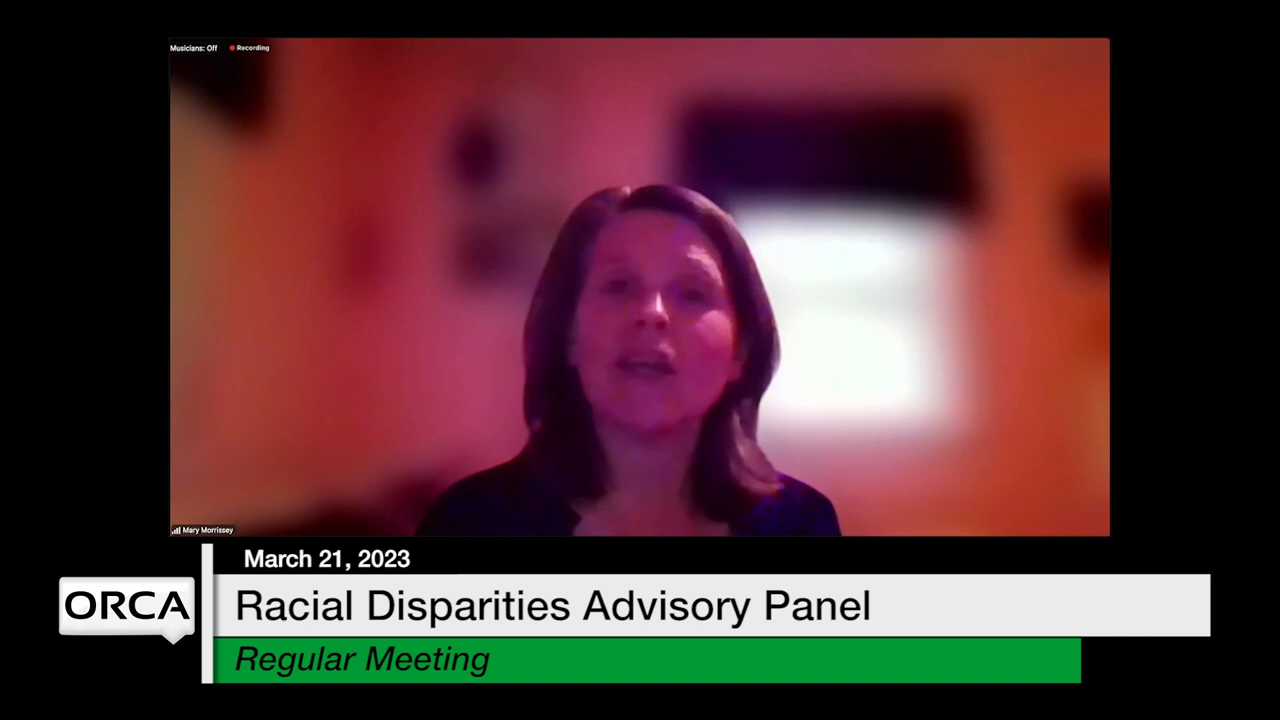 Musicians: Off Recording
Mary Morrissey
March 21, 2023
ORCA
Racial Disparities Advisory Panel
Regular Meeting